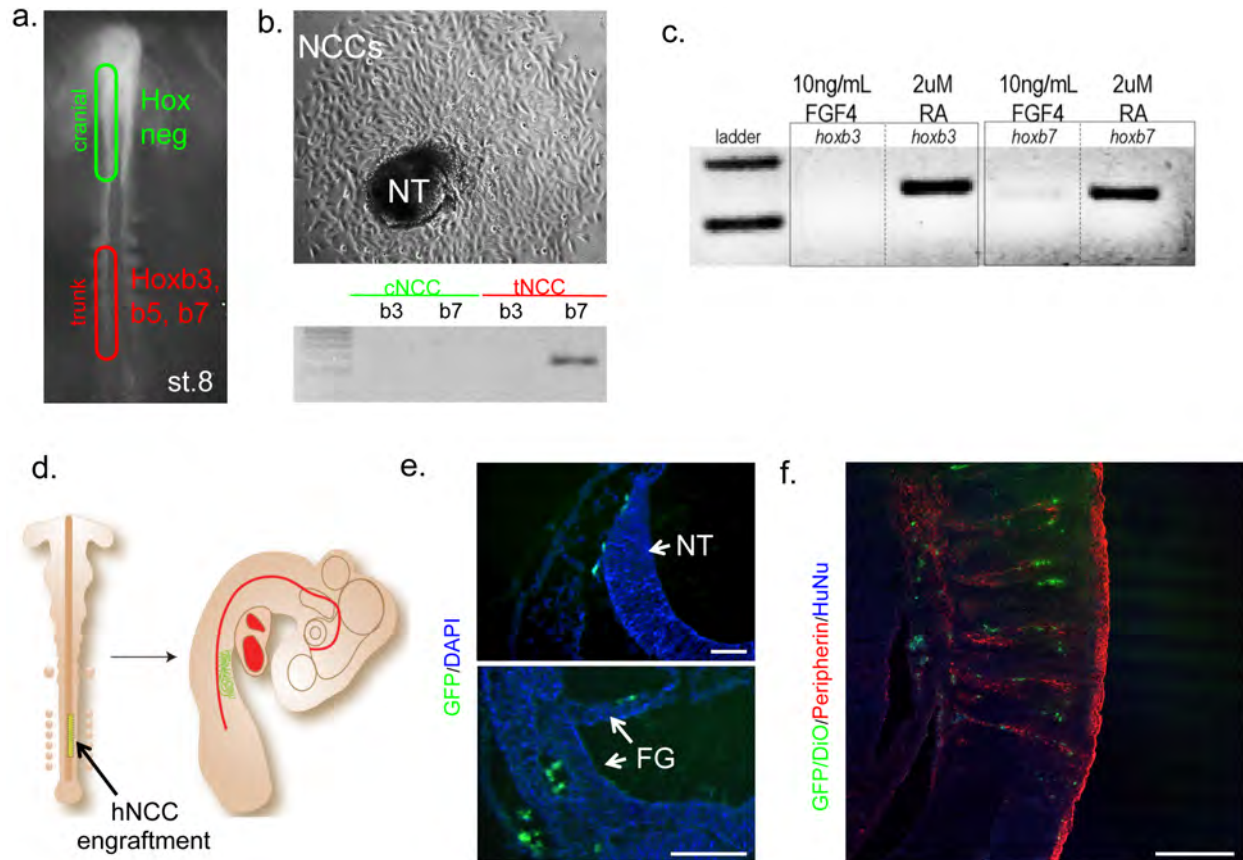 a.
cranial
Hox
neg
trunk
Hoxb3,
b5, b7
st.8
b.
NCCs
NT
cNCC tNCC
b3 b7 b3 b7
c.
10ng/mL 2uM 10ng/mL 2uM
FGF4 RA FGF4 RA
ladder hoxb3 hoxb3 hoxb7 hoxb7
d.
hNCC
engraftment
e.
GFP/DAPI
NT
FG
f.
GFP/DiO/Peripherin/HuNu